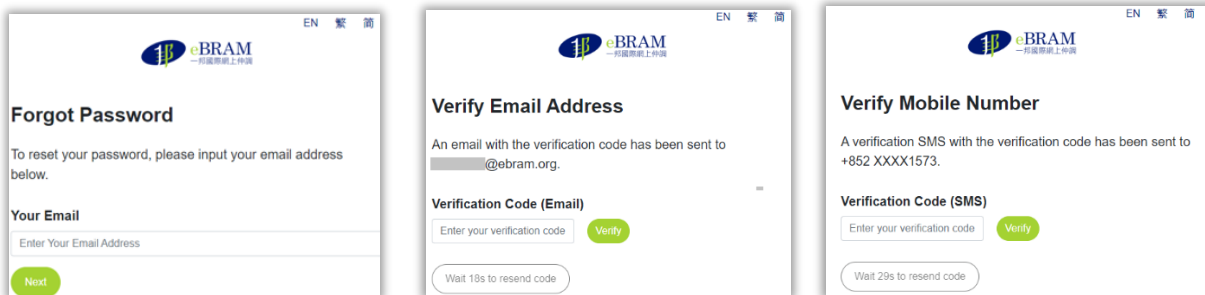 EN 繁 简
eBRAM
一邦國際網上仲調
Forgot Password
To reset your password, please input your email address
below.
Your Email
Enter Your Email Address
Next
EN 繁 简
eBRAM
一邦國際網上仲調
Verify Email Address
An email with the verification code has been sent to
@ebram.org.
Verification Code (Email)
Enter your verification code Verify
Wait 18s to resend code
EN 繁 简
eBRAM
一邦國際網上仲調
Verify Mobile Number
A verification SMS with the verification code has been sent to
+852 XXXX1573.
Verification Code (SMS)
Enter your verification code Verify
Wait 29s to resend code